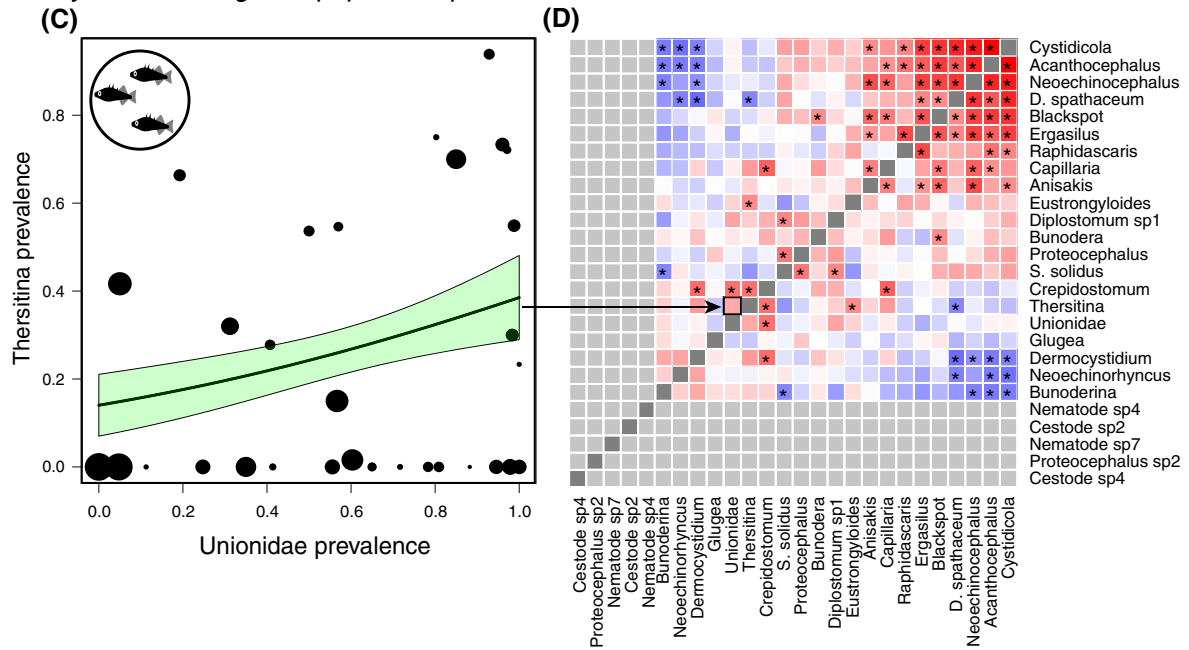 (C)
(D)
Thersitina prevalence
0.8
0.6
0.4
0.2
0.0
0.0 0.2 0.4 0.6 0.8 1.0
Unionidae prevalence
* * * * * * * * * *
Cystidicola
* * * * * * * * *
Acanthocephalus
* * * * * * * * *
Neoechinocephalus
* * * * * * * *
D. spathaceum
* * * * * * * *
Blackspot
* * * * * * *
Ergasilus
* * *
Raphidascaris
* * * * *
Capillaria
* * * * *
Anisakis
*
Eustrongyloides
*
Diplostomum sp1
*
Bunodera
*
Proteocephalus
* * *
S. solidus
* * * *
Crepidostomum
* * *
Thersitina
*
Unionidae
Glugea
* * * * *
Dermocystidium
* * *
Neoechinorhyncus
* * * *
Bunoderina
Nematode sp4
Cestode sp2
Nematode sp7
Proteocephalus sp2
Cestode sp4
Cestode sp4
Proteocephalus sp2
Nematode sp7
Cestode sp2
Nematode sp4
Bunoderina
Neoechinorhyncus
Dermocystidium
Glugea
Unionidae
Thersitina
Crepidostomum
S. solidus
Proteocephalus
Bunodera
Diplostomum sp1
Eustrongyloides
Anisakis
Capillaria
Raphidascaris
Ergasilus
Blackspot
D. spathaceum
Neoechinocephalus
Acanthocephalus
Cystidicola